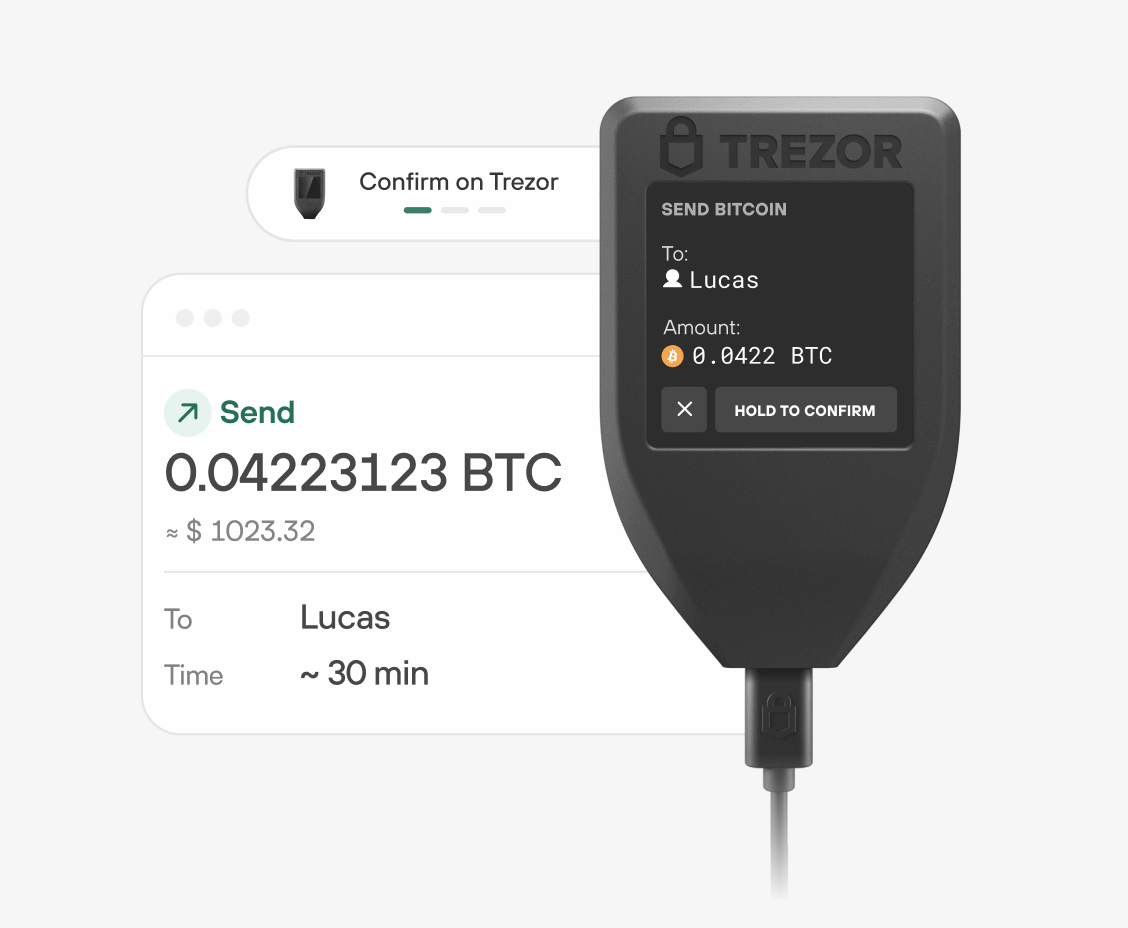 Confirm on Trezor
Send
0.04223123 BTC
≈ $ 1023.32
To Lucas
Time ~ 30 min
TREZOR
SEND BITCOIN
To:
Lucas
Amount:
0.0422 BTC
HOLD TO CONFIRM